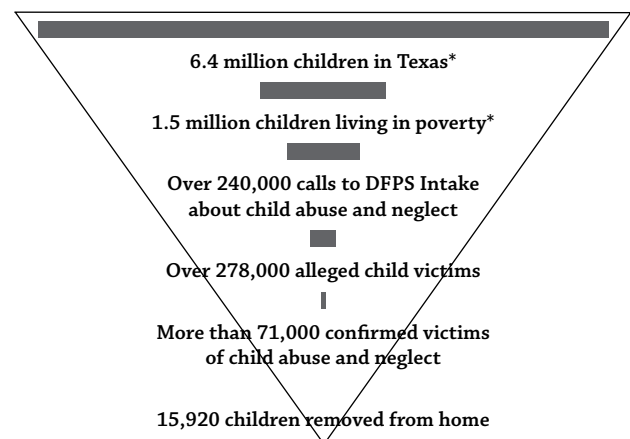 6.4 million children in Texas*
1.5 million children living in poverty*
Over 240,000 calls to DFPS Intake
about child abuse and neglect
Over 278,000 alleged child victims
More than 71,000 confirmed victims
of child abuse and neglect
15,920 children removed from home